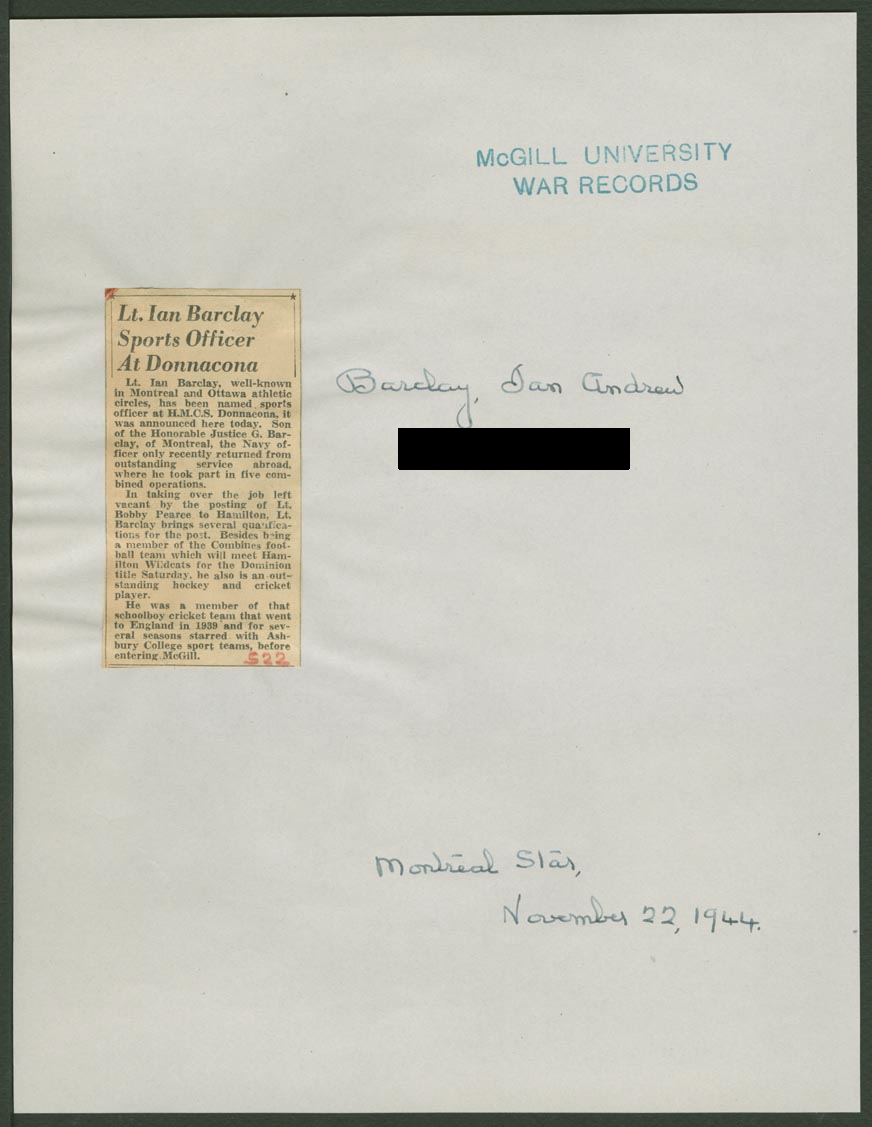 McGILL UNIVERSITY
WAR RECORDS
Lt. Ian Barclay
Sports Officer
At Donnacona
Lt. Ian Barclay, well-known
in Montreal and Ottawa athletic
circles, has been named sports
officer at H.M.C.S. Donnacona, it
was announced here today. Son
of the Honorable Justice G. Bar-
clay, of Montreal, the Navy of-
ficer only recently returned from
outstanding service abroad,
where he took part in five com-
bined operations.
In taking over the job left
vacant by the posting of Lt.
Bobby Pearce to Hamilton, Lt.
Barclay brings several qualifica-
tions for the post. Besides being
a member of the Combines foot-
ball team which will meet Ham-
ilton Wildcats for the Dominion
title Saturday, he also is an out-
standing hockey and cricket
player.
He was a member of that
schoolboy cricket team that went
to England in 1939 and for sev-
eral seasons starred with Ash-
bury College sport teams, before
entering McGill.
S22
Barclay, Ian Andrew
Montreal Star,
November 22, 1944.